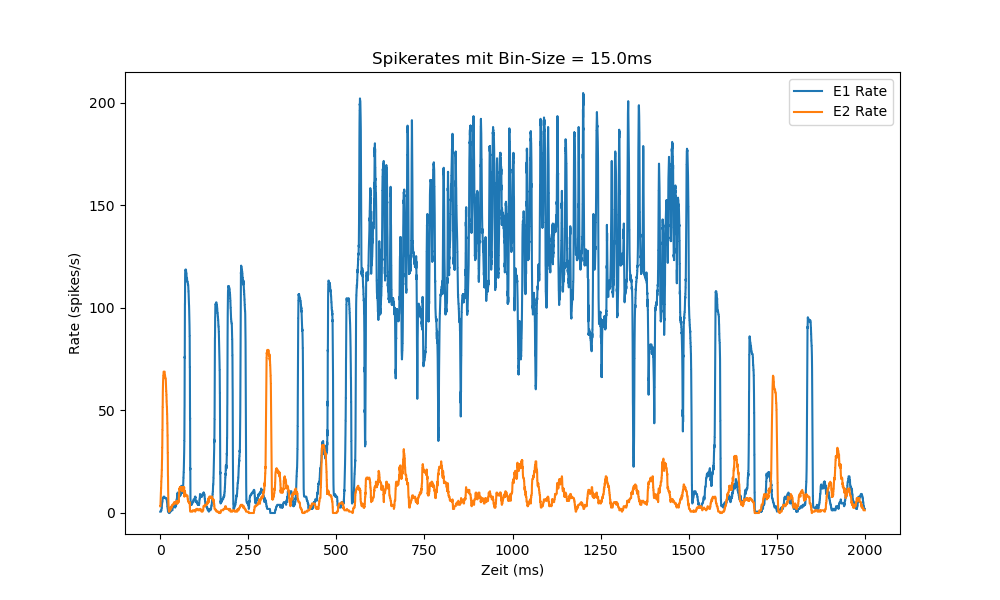 Spikerates mit Bin-Size = 15.0ms
E1 Rate
E2 Rate
Rate (spikes/s)
200
150
100
50
0
0 250 500 750 1000 1250 1500 1750 2000
Zeit (ms)